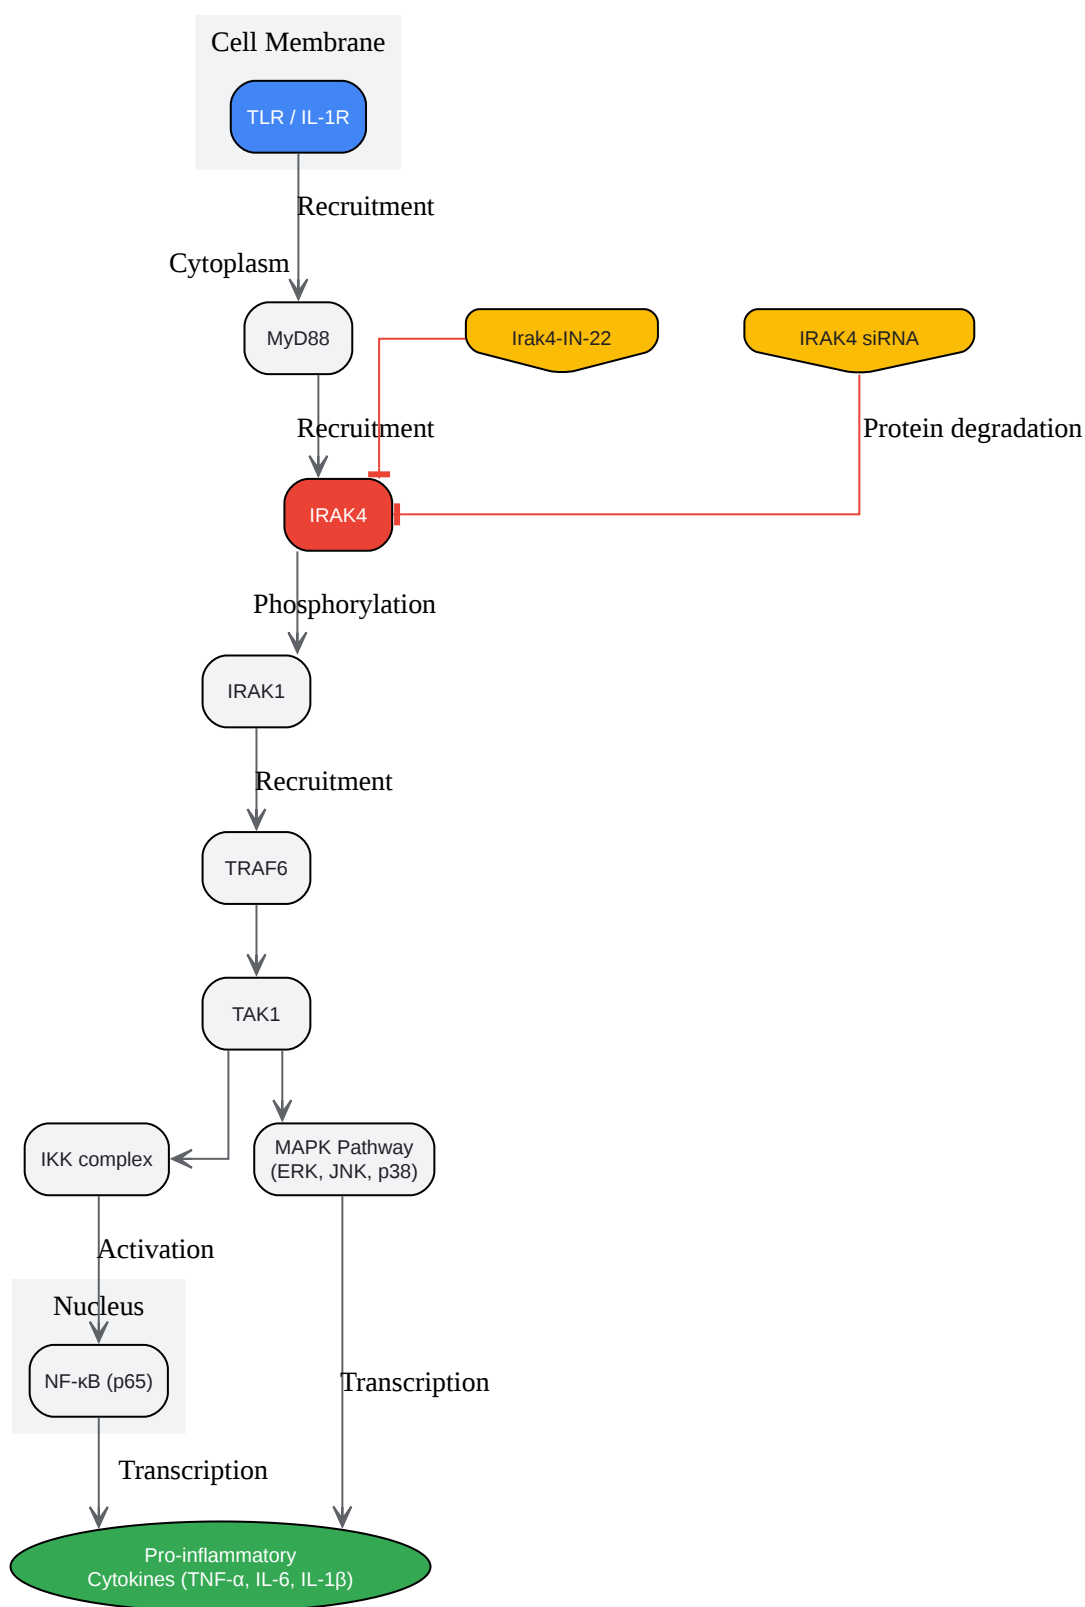 Cell Membrane
TLR / IL-1R
Recruitment
Cytoplasm
MyD88
Irak4-IN-22
IRAK4 siRNA
Recruitment
Protein degradation
IRAK4
Phosphorylation
IRAK1
Recruitment
TRAF6
TAK1
IKK complex
MAPK Pathway
(ERK, JNK, p38)
Activation
Nucleus
NF-κB (p65)
Transcription
Transcription
Pro-inflammatory
Cytokines (TNF-α, IL-6, IL-1β)